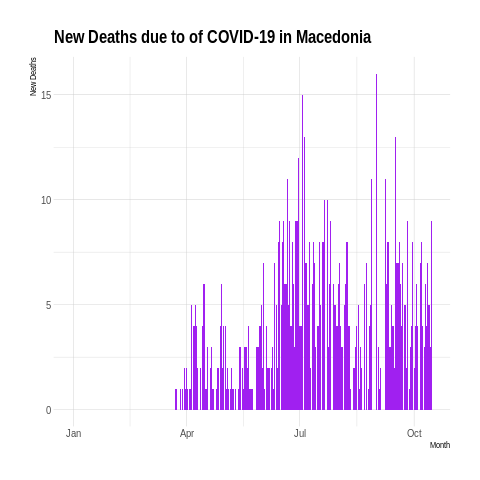 New Deaths due to of COVID-19 in Macedonia
New Deaths
15
10
5
0
Jan Apr Jul Oct
Month